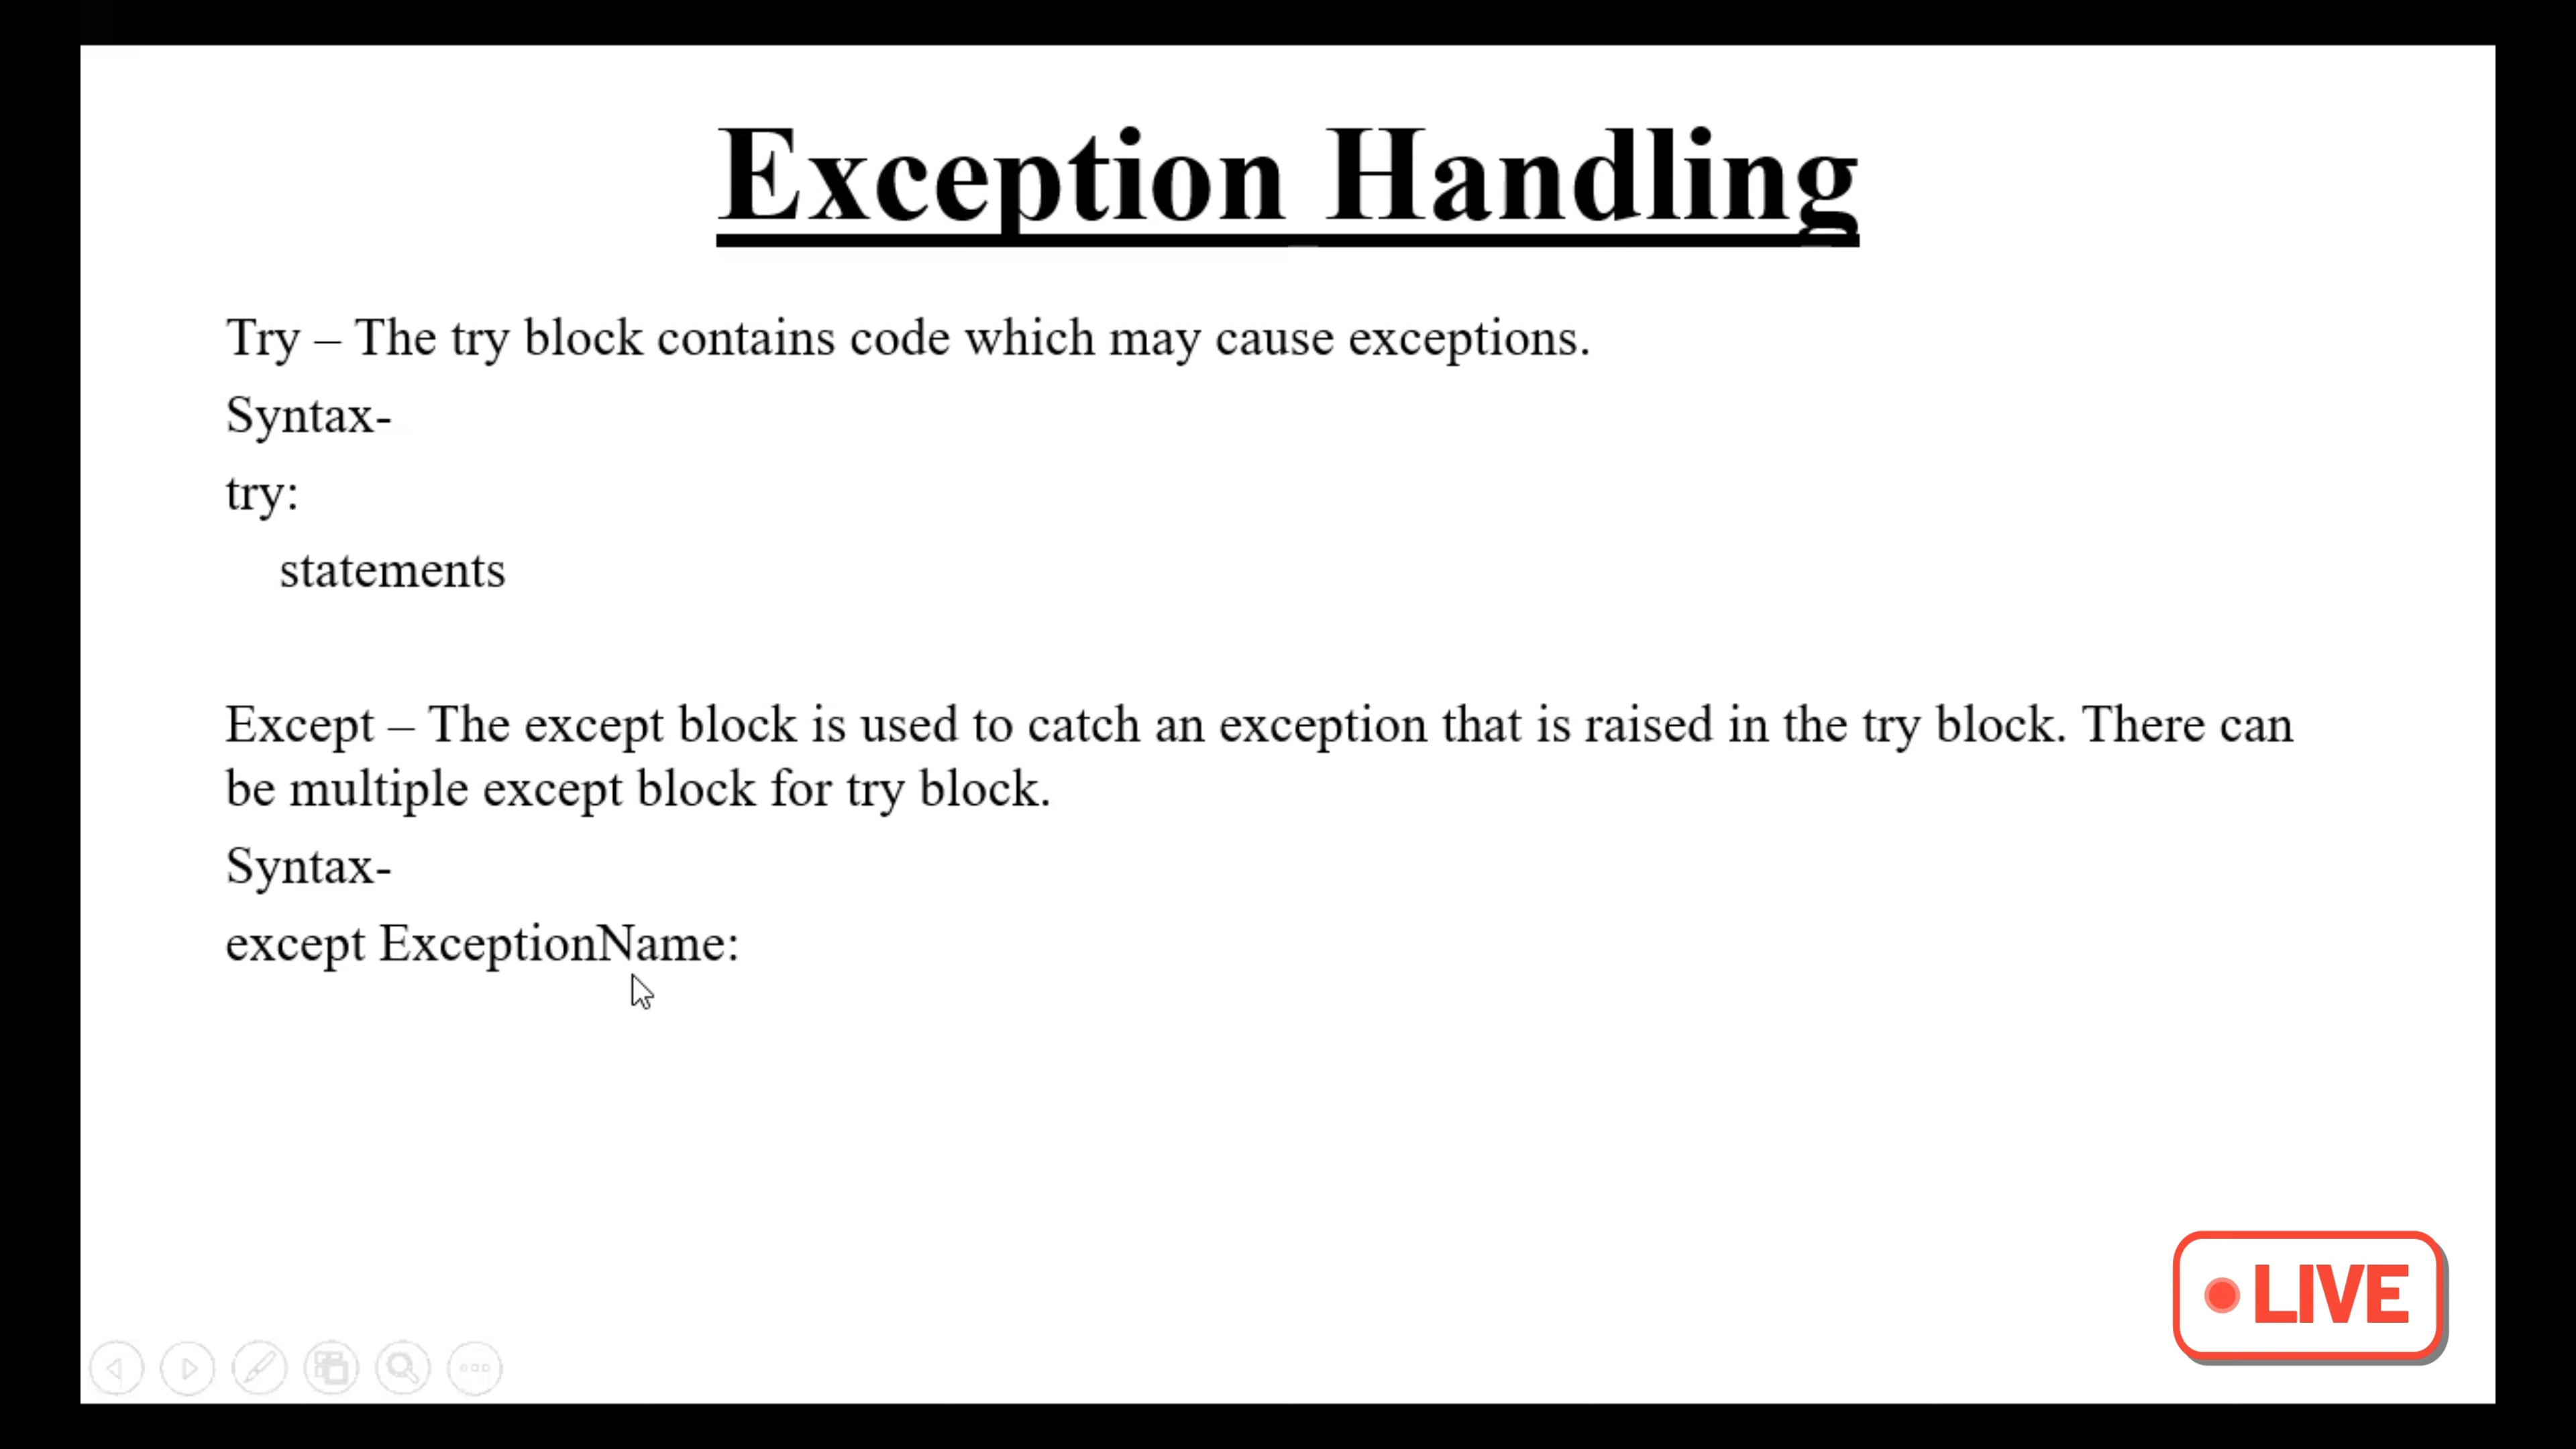 Exception Handling
Try – The try block contains code which may cause exceptions.
Syntax-
try:
statements
Except – The except block is used to catch an exception that is raised in the try block. There can
be multiple except block for try block.
Syntax-
except ExceptionName:
LIVE